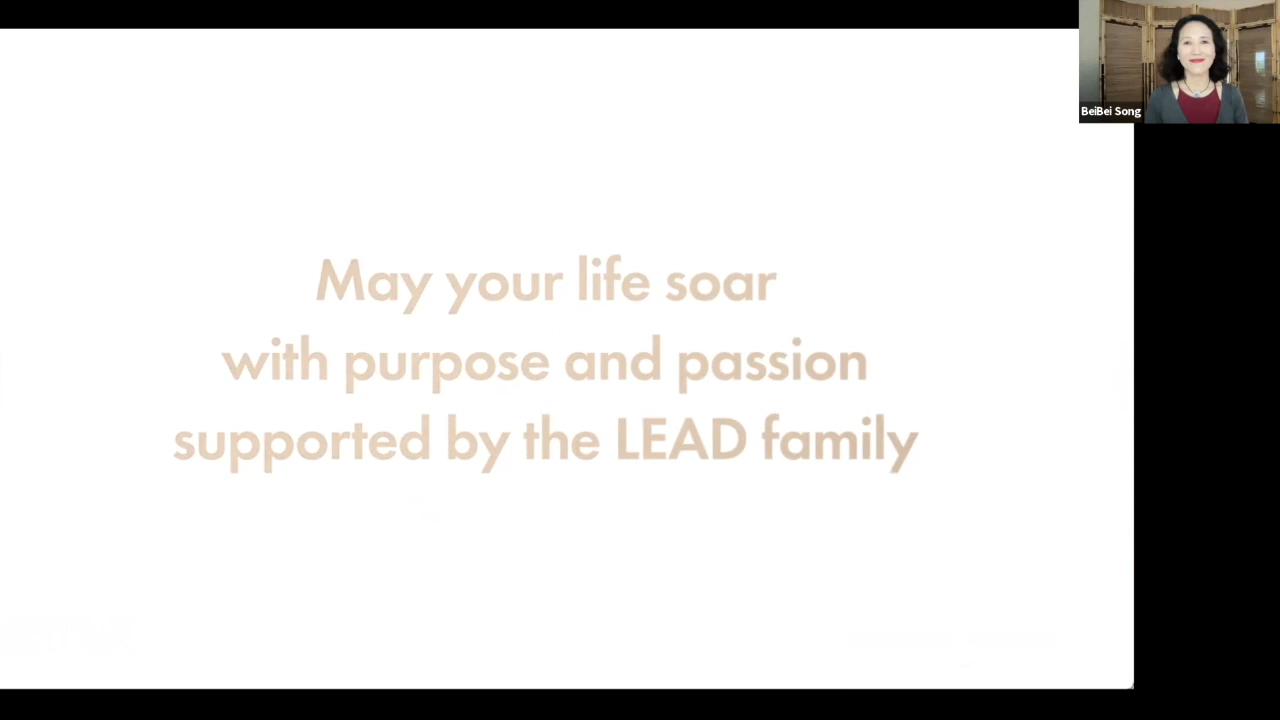 BeiBei Song
May your life soar
with purpose and passion
supported by the LEAD family